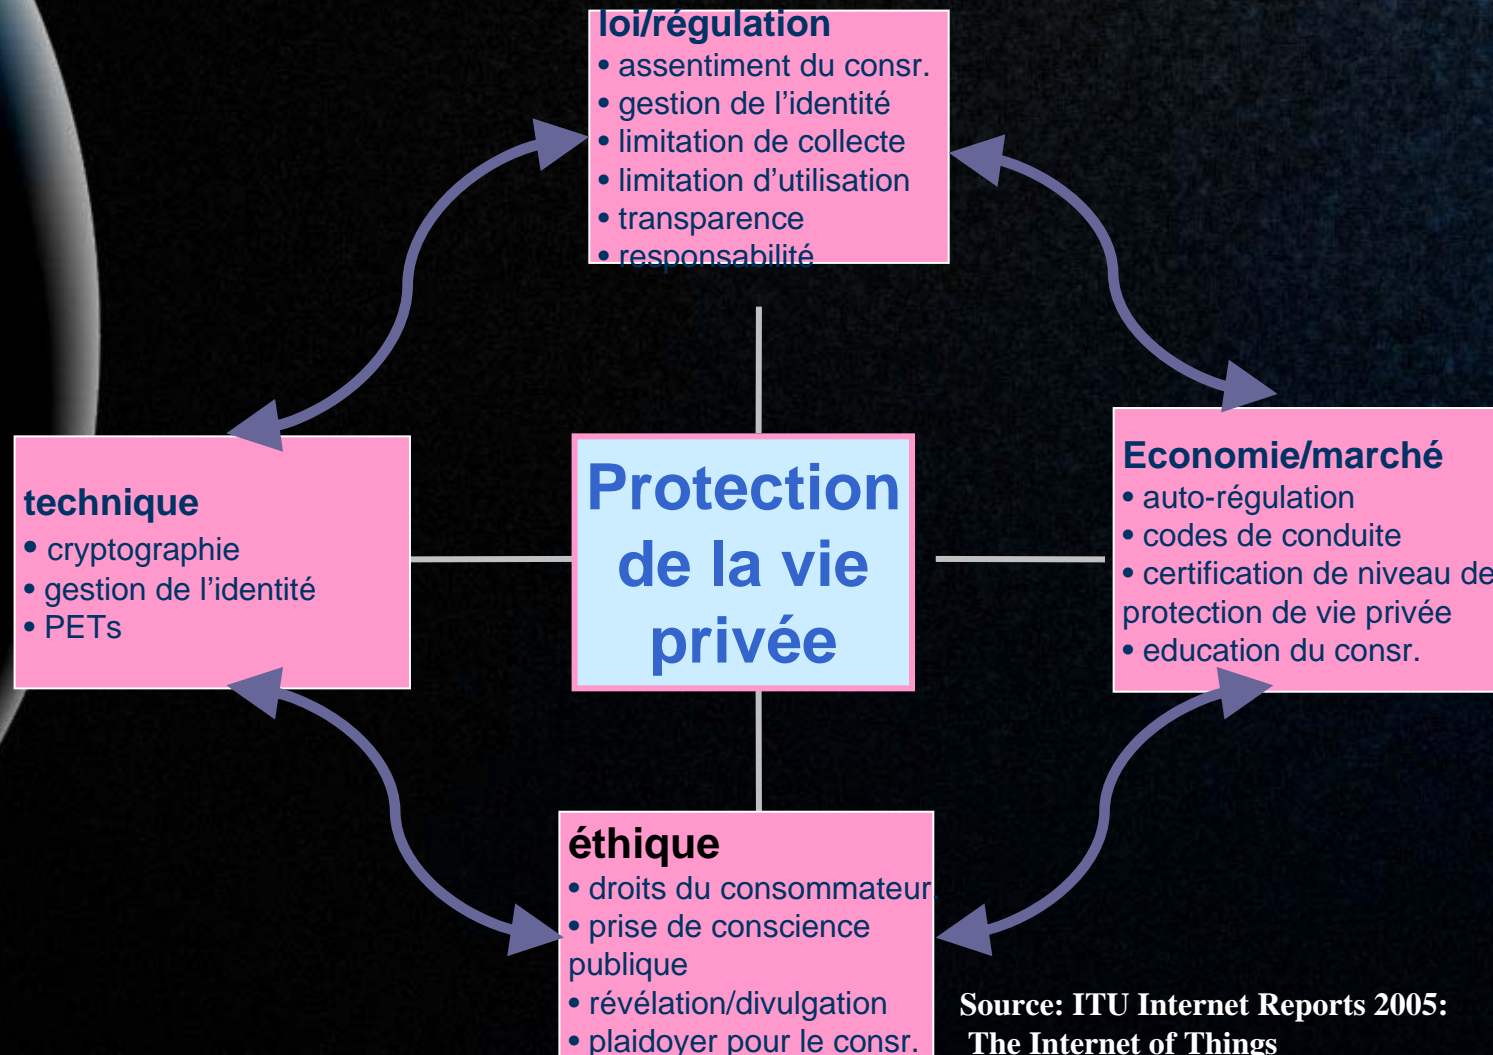 loi/régulation
• assentiment du consr.
• gestion de l’identité
• limitation de collecte
• limitation d’utilisation
• transparence
• responsabilité
technique
• cryptographie
• gestion de l’identité
• PETs
Protection
de la vie
privée
Economie/marché
• auto-régulation
• codes de conduite
• certification de niveau de
protection de vie privée
• education du consr.
éthique
• droits du consommateur.
• prise de conscience
publique
• révélation/divulgation
• plaidoyer pour le consr.
Source: ITU Internet Reports 2005:
The Internet of Things